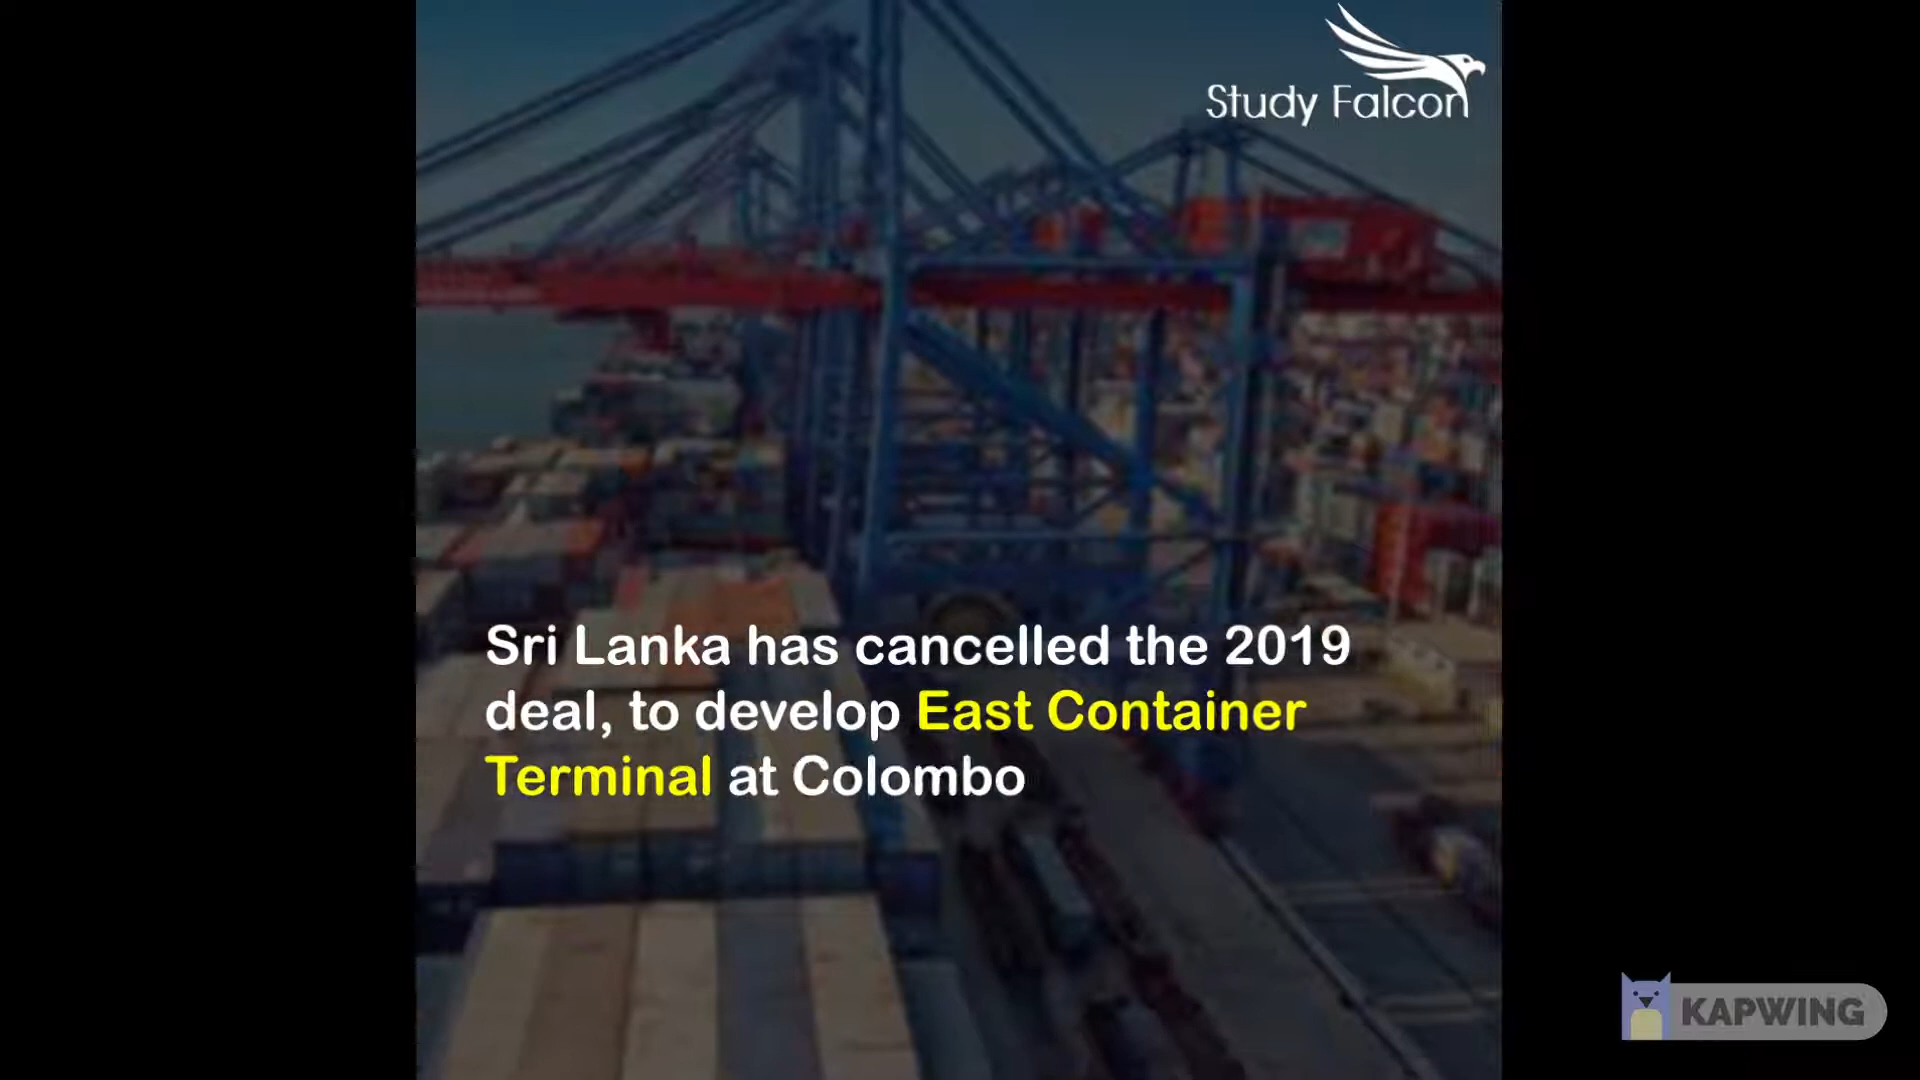 Study Falcon
Sri Lanka has cancelled the 2019
deal, to develop East Container
Terminal at Colombo
KAPWING